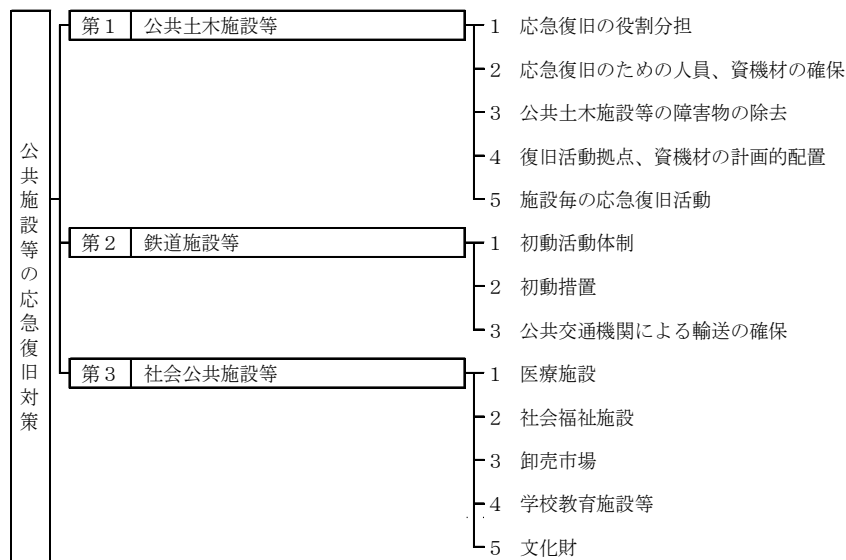 公共施設等の応急復旧対策
第１ 公共土木施設等
１ 応急復旧の役割分担
２ 応急復旧のための人員、資機材の確保
３ 公共土木施設等の障害物の除去
４ 復旧活動拠点、資機材の計画的配置
５ 施設毎の応急復旧活動
第２ 鉄道施設等
１ 初動活動体制
２ 初動措置
３ 公共交通機関による輸送の確保
第３ 社会公共施設等
１ 医療施設
２ 社会福祉施設
３ 卸売市場
４ 学校教育施設等
５ 文化財